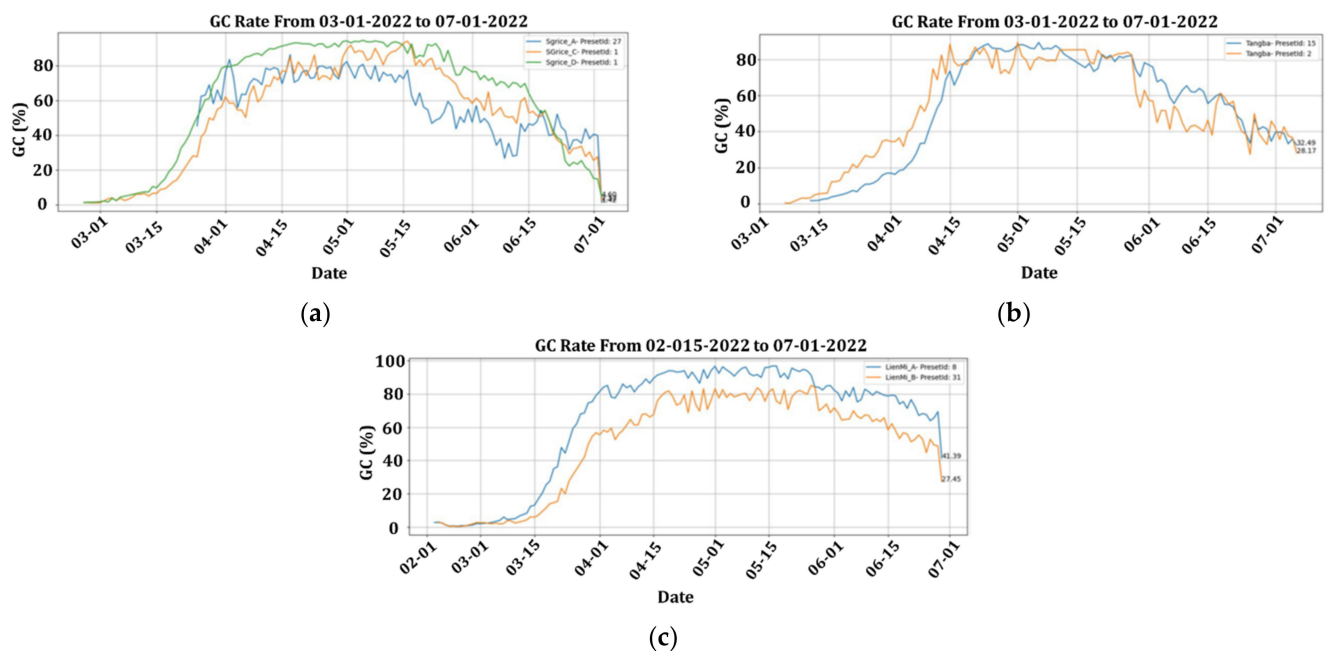 GC Rate From 03-01-2022 to 07-01-2022
Sgrice_A- PresetId: 27
SGrice_C- PresetId: 1
Sgrice_D- PresetId: 1
GC (%)
80
60
40
20
0
03-01
03-15
04-01
04-15
05-01
05-15
06-01
06-15
07-01
Date
(a)
GC Rate From 03-01-2022 to 07-01-2022
Tangba- PresetId: 15
Tangba- PresetId: 2
GC (%)
80
60
40
20
0
32.49
28.17
03-01
03-15
04-01
04-15
05-01
05-15
06-01
06-15
07-01
Date
(b)
GC Rate From 02-015-2022 to 07-01-2022
LienMi_A- PresetId: 8
LienMi_B- PresetId: 31
GC (%)
100
80
60
40
20
0
41.39
27.45
02-01
03-01
03-15
04-01
04-15
05-01
05-15
06-01
07-01
Date
(c)